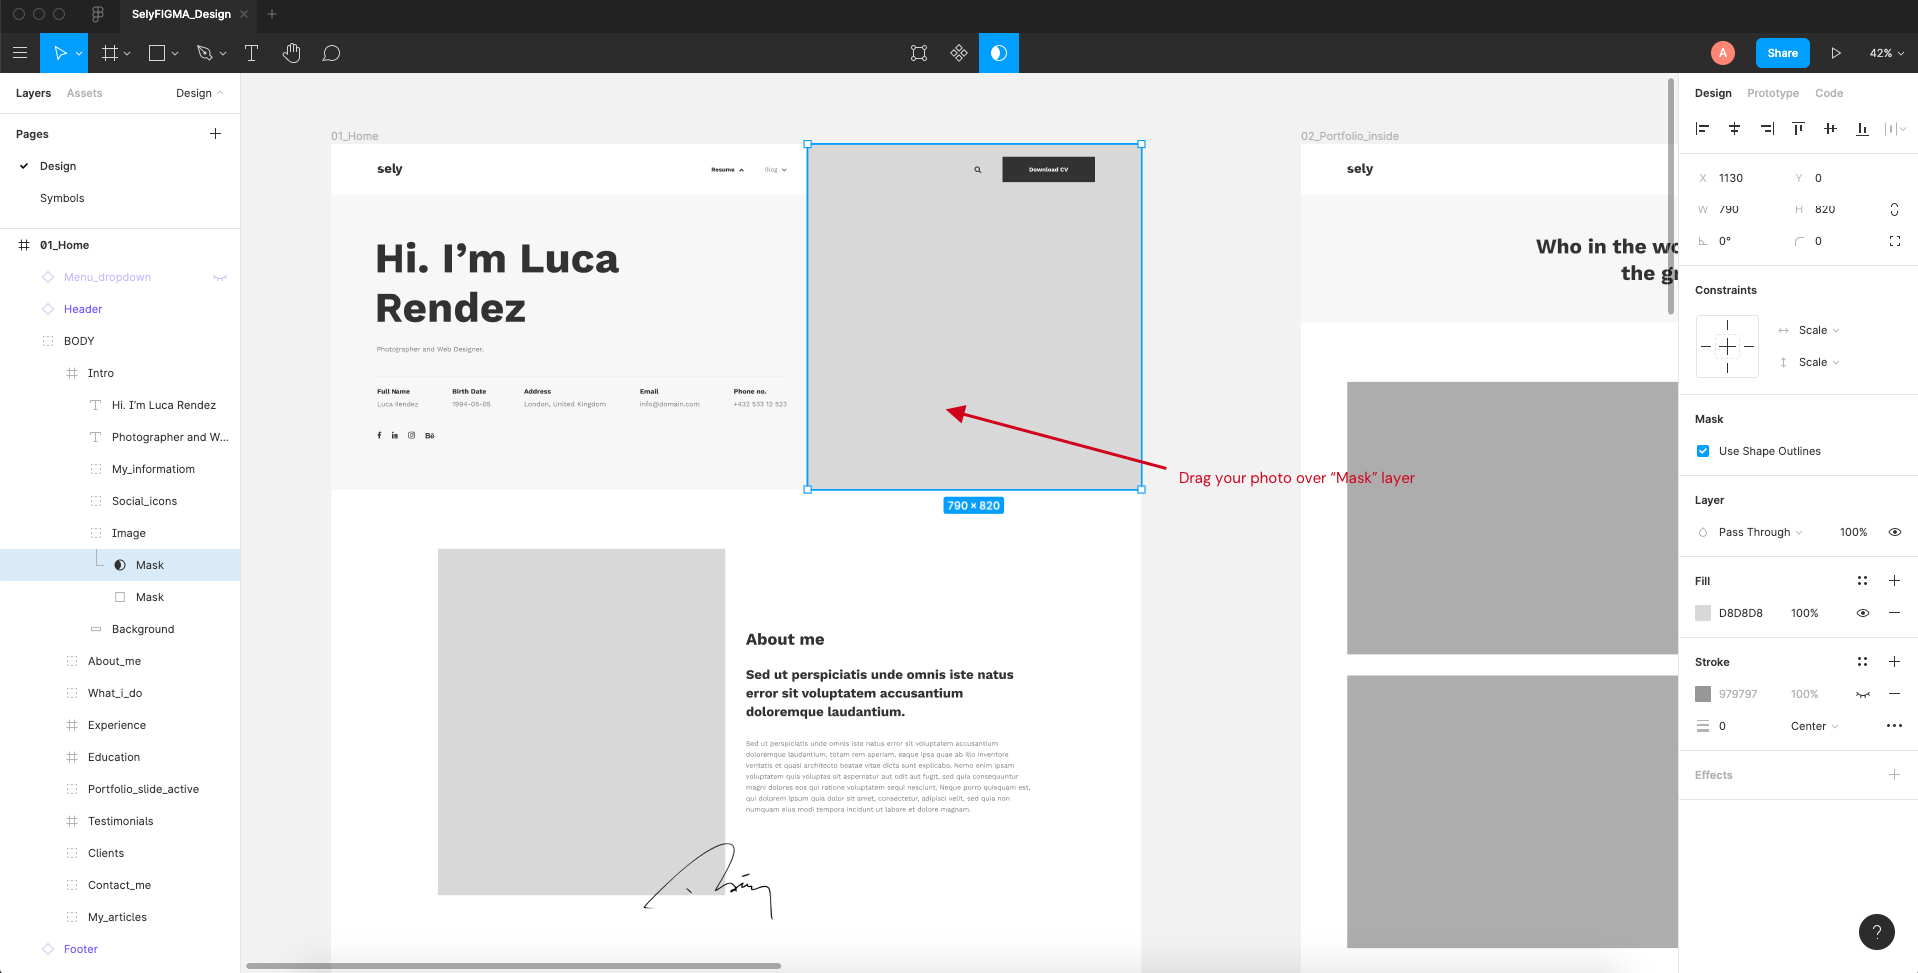 SelyFIGMA_Design
A
Share
42%
Layers
Assets
Design
Pages
Design
Symbols
01_Home
Menu_dropdown
Header
BODY
Intro
Hi. I’m Luca Rendez
Photographer and W...
My_informatiom
Social_icons
Image
Mask
Mask
Background
About_me
What_i_do
Experience
Education
Portfolio_slide_active
Testimonials
Clients
Contact_me
My_articles
Footer
01_Home
sely
Resume
Blog
Download CV
Hi. I’m Luca
Rendez
Photographer and Web Designer.
Full Name
Birth Date
Address
Email
Phone no.
Luca Rendez
1994-05-05
London, United Kingdom
info@domain.com
+432 533 12 523
790 × 820
Drag your photo over “Mask” layer
About me
Sed ut perspiciatis unde omnis iste natus
error sit voluptatem accusantium
doloremque laudantium.
Sed ut perspiciatis unde omnis iste natus error sit voluptatem accusantium
doloremque laudantium, totam rem aperiam, eaque ipsa quae ab illo inventore
veritatis et quasi architecto beatae vitae dicta sunt explicabo. Nemo enim ipsam
voluptatem quia voluptas sit aspernatur aut odit aut fugit, sed quia consequuntur
magni dolores eos qui ratione voluptatem sequi nesciunt. Neque porro quisquam est,
qui dolorem ipsum quia dolor sit amet, consectetur, adipisci velit, sed quia non
numquam eius modi tempora incidunt ut labore et dolore magnam.
02_Portfolio_inside
sely
Who in the wo
the gr
Design
Prototype
Code
X 1130
Y 0
W 790
H 820
0°
0
Constraints
Scale
Scale
Mask
Use Shape Outlines
Layer
Pass Through
100%
Fill
D8D8D8
100%
Stroke
979797
100%
0
Center
Effects
?